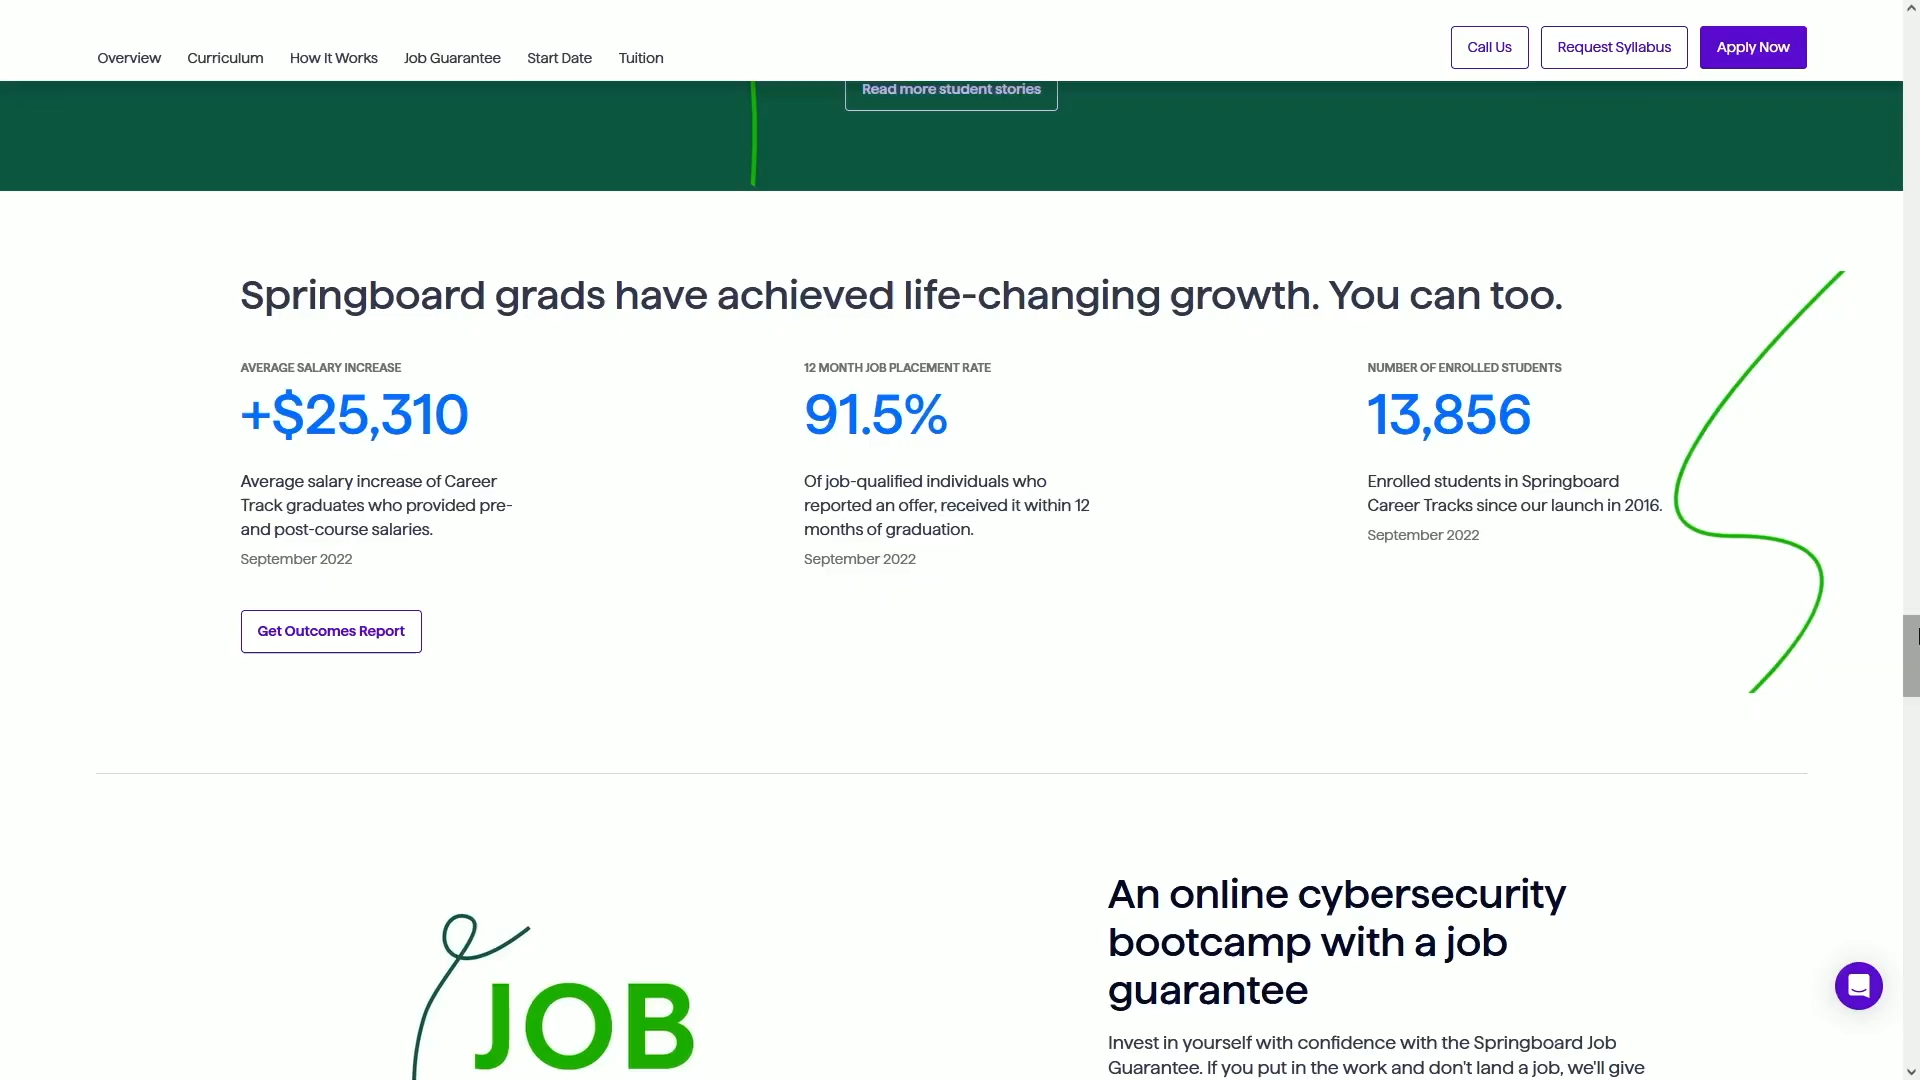 Overview Curriculum How It Works Job Guarantee Start Date Tuition
Call Us Request Syllabus Apply Now
Read more student stories
Springboard grads have achieved life-changing growth. You can too.
AVERAGE SALARY INCREASE
+$25,310
Average salary increase of Career
Track graduates who provided pre-
and post-course salaries.
September 2022
12 MONTH JOB PLACEMENT RATE
91.5%
Of job-qualified individuals who
reported an offer, received it within 12
months of graduation.
September 2022
NUMBER OF ENROLLED STUDENTS
13,856
Enrolled students in Springboard
Career Tracks since our launch in 2016.
September 2022
Get Outcomes Report
JOB
An online cybersecurity
bootcamp with a job
guarantee
Invest in yourself with confidence with the Springboard Job
Guarantee. If you put in the work and don't land a job, we'll give